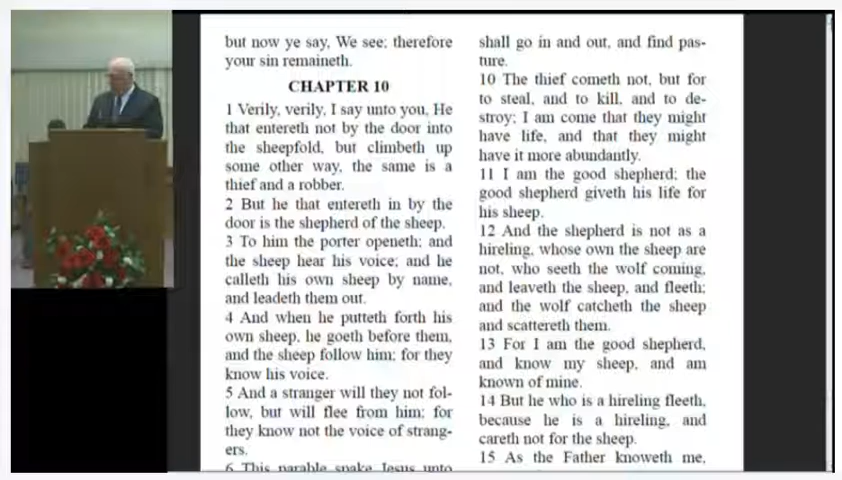 but now ye say, We see; therefore
your sin remaineth.
CHAPTER 10
1 Verily, verily, I say unto you, He
that entereth not by the door into
the sheepfold, but climbeth up
some other way, the same is a
thief and a robber.
2 But he that entereth in by the
door is the shepherd of the sheep.
3 To him the porter openeth; and
the sheep hear his voice; and he
calleth his own sheep by name,
and leadeth them out.
4 And when he putteth forth his
own sheep, he goeth before them,
and the sheep follow him; for they
know his voice.
5 And a stranger will they not fol-
low, but will flee from him; for
they know not the voice of strang-
ers.
6 This parable spake Jesus unto
shall go in and out, and find pas-
ture.
10 The thief cometh not, but for
to steal, and to kill, and to de-
stroy; I am come that they might
have life, and that they might
have it more abundantly.
11 I am the good shepherd; the
good shepherd giveth his life for
his sheep.
12 And the shepherd is not as a
hireling, whose own the sheep are
not, who seeth the wolf coming,
and leaveth the sheep, and fleeth;
and the wolf catcheth the sheep
and scattereth them.
13 For I am the good shepherd,
and know my sheep, and am
known of mine.
14 But he who is a hireling fleeth,
because he is a hireling, and
careth not for the sheep.
15 As the Father knoweth me,